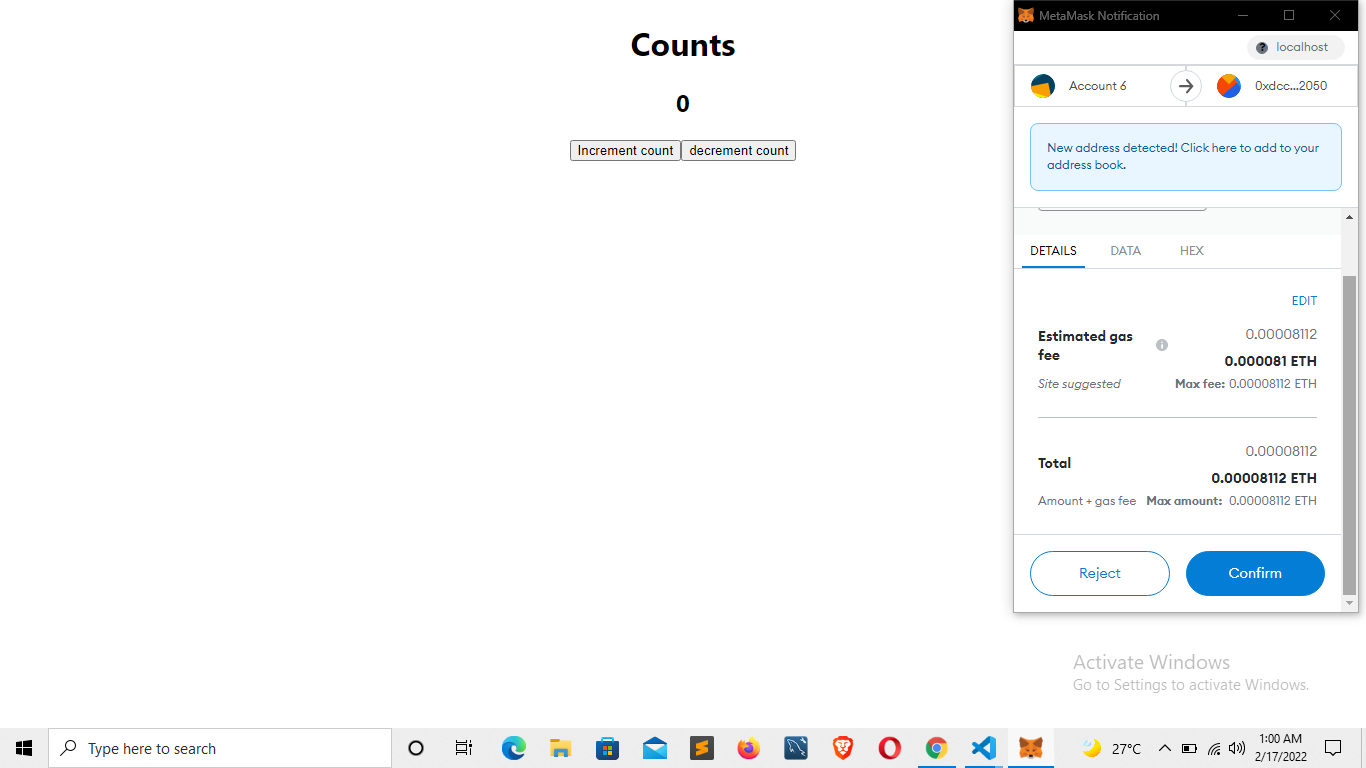 Counts
0
Increment count decrement count
MetaMask Notification
localhost
Account 6 0xdcc...2050
New address detected! Click here to add to your
address book.
DETAILS DATA HEX
EDIT
Estimated gas
fee
0.00008112
0.000081 ETH
Site suggested Max fee: 0.00008112 ETH
0.00008112
Total
0.00008112 ETH
Amount + gas fee Max amount: 0.00008112 ETH
Reject Confirm
Activate Windows
Go to Settings to activate Windows.
Type here to search
27°C
1:00 AM
2/17/2022